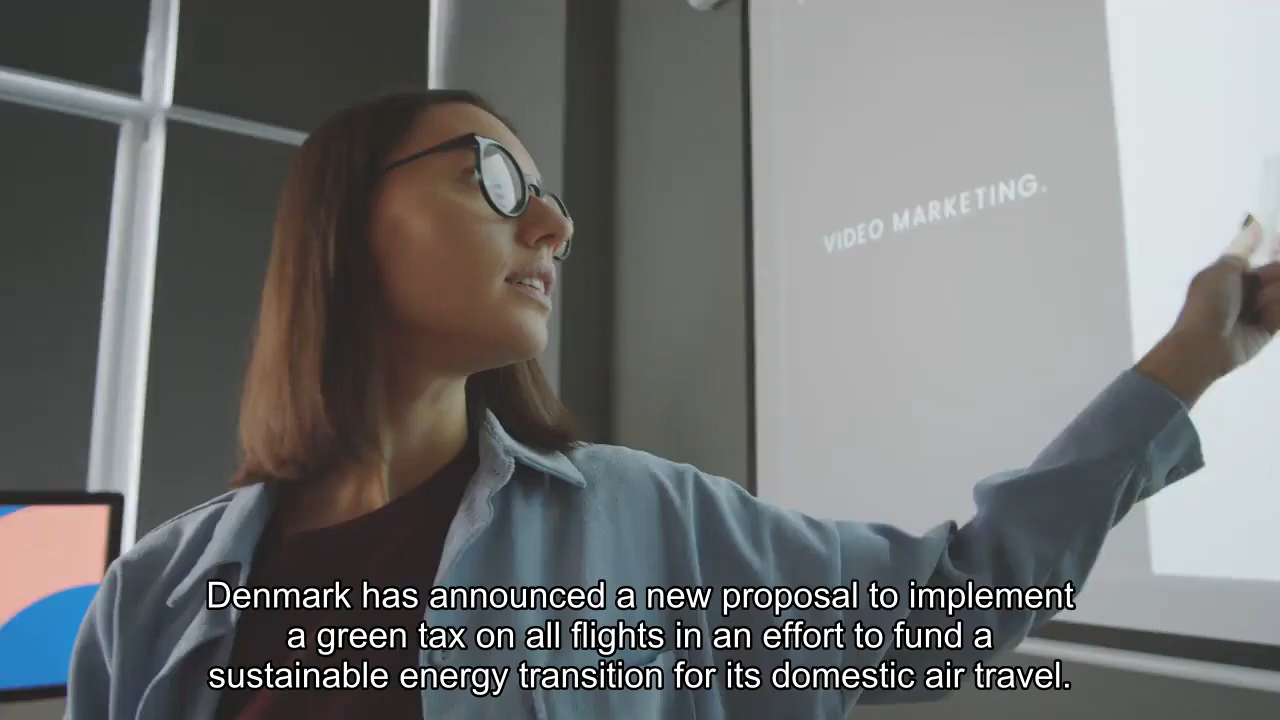 VIDEO MARKETING.
Denmark has announced a new proposal to implement
a green tax on all flights in an effort to fund a
sustainable energy transition for its domestic air travel.